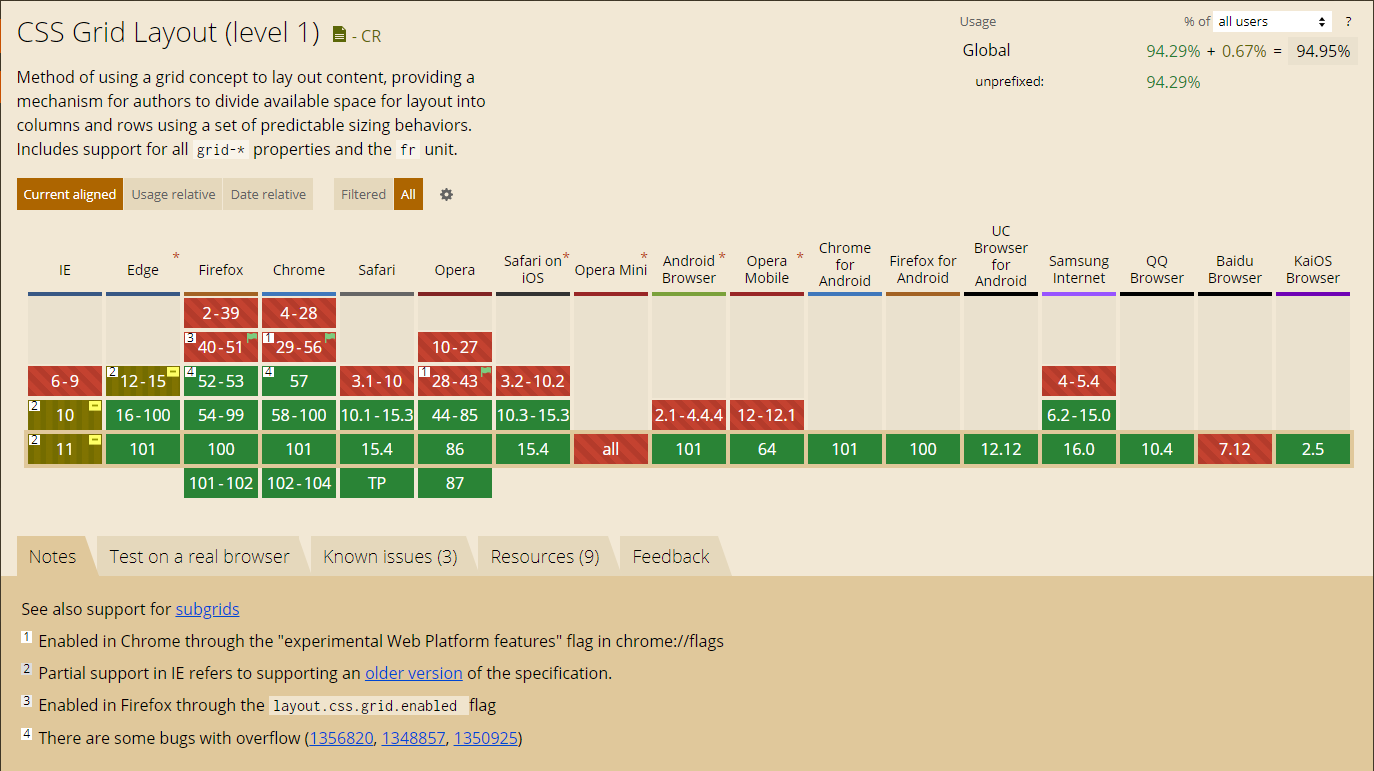 CSS Grid Layout (level 1) - CR
Usage % of all users ?
Global 94.29% + 0.67% = 94.95%
unprefixed: 94.29%
Method of using a grid concept to lay out content, providing a
mechanism for authors to divide available space for layout into
columns and rows using a set of predictable sizing behaviors.
Includes support for all grid-* properties and the fr unit.
Current aligned Usage relative Date relative Filtered All
IE
Edge *
Firefox
Chrome
Safari
Opera
Safari on *
iOS
Opera Mini *
Android *
Browser
Opera *
Mobile
Chrome
for
Android
Firefox for
Android
UC
Browser
for
Android
Samsung
Internet
QQ
Browser
Baidu
Browser
KaiOS
Browser
2-39 4-28
3 40-51 1 29-56 10-27
6-9 2 12-15 4 52-53 4 57 3.1-10 1 28-43 3.2-10.2 4-5.4
2 10 16-100 54-99 58-100 10.1-15.3 44-85 10.3-15.3 2.1-4.4.4 12-12.1 6.2-15.0
2 11 101 100 101 15.4 86 15.4 all 101 64 101 100 12.12 16.0 10.4 7.12 2.5
101-102 102-104 TP 87
Notes Test on a real browser Known issues (3) Resources (9) Feedback
See also support for subgrids
1 Enabled in Chrome through the "experimental Web Platform features" flag in chrome://flags
2 Partial support in IE refers to supporting an older version of the specification.
3 Enabled in Firefox through the layout.css.grid.enabled flag
4 There are some bugs with overflow (1356820, 1348857, 1350925)